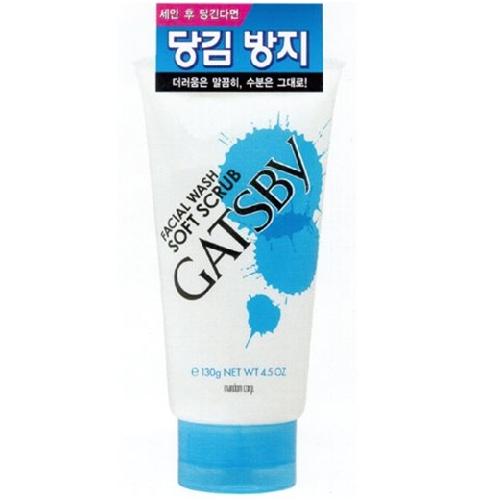 세안 후 당긴다면
당김 방지
더러움은 말끔히, 수분은 그대로!
FACIAL WASH
SOFT SCRUB
GATSBY
℮ 130g NET WT 4.5 OZ
mandom corp.